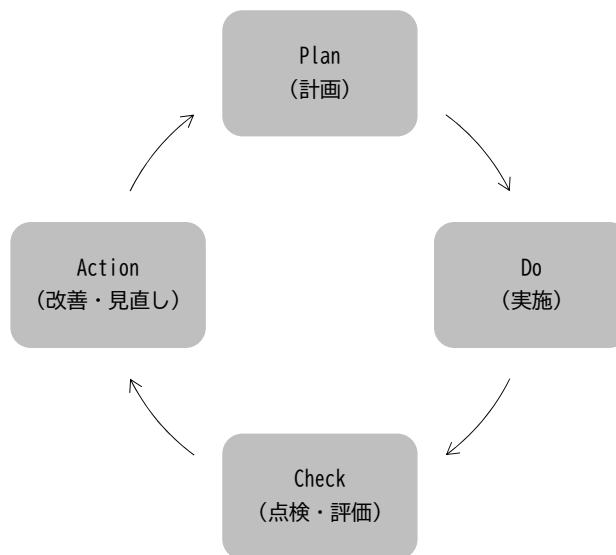 Plan
（計画）
Do
（実施）
Check
（点検・評価）
Action
（改善・見直し）